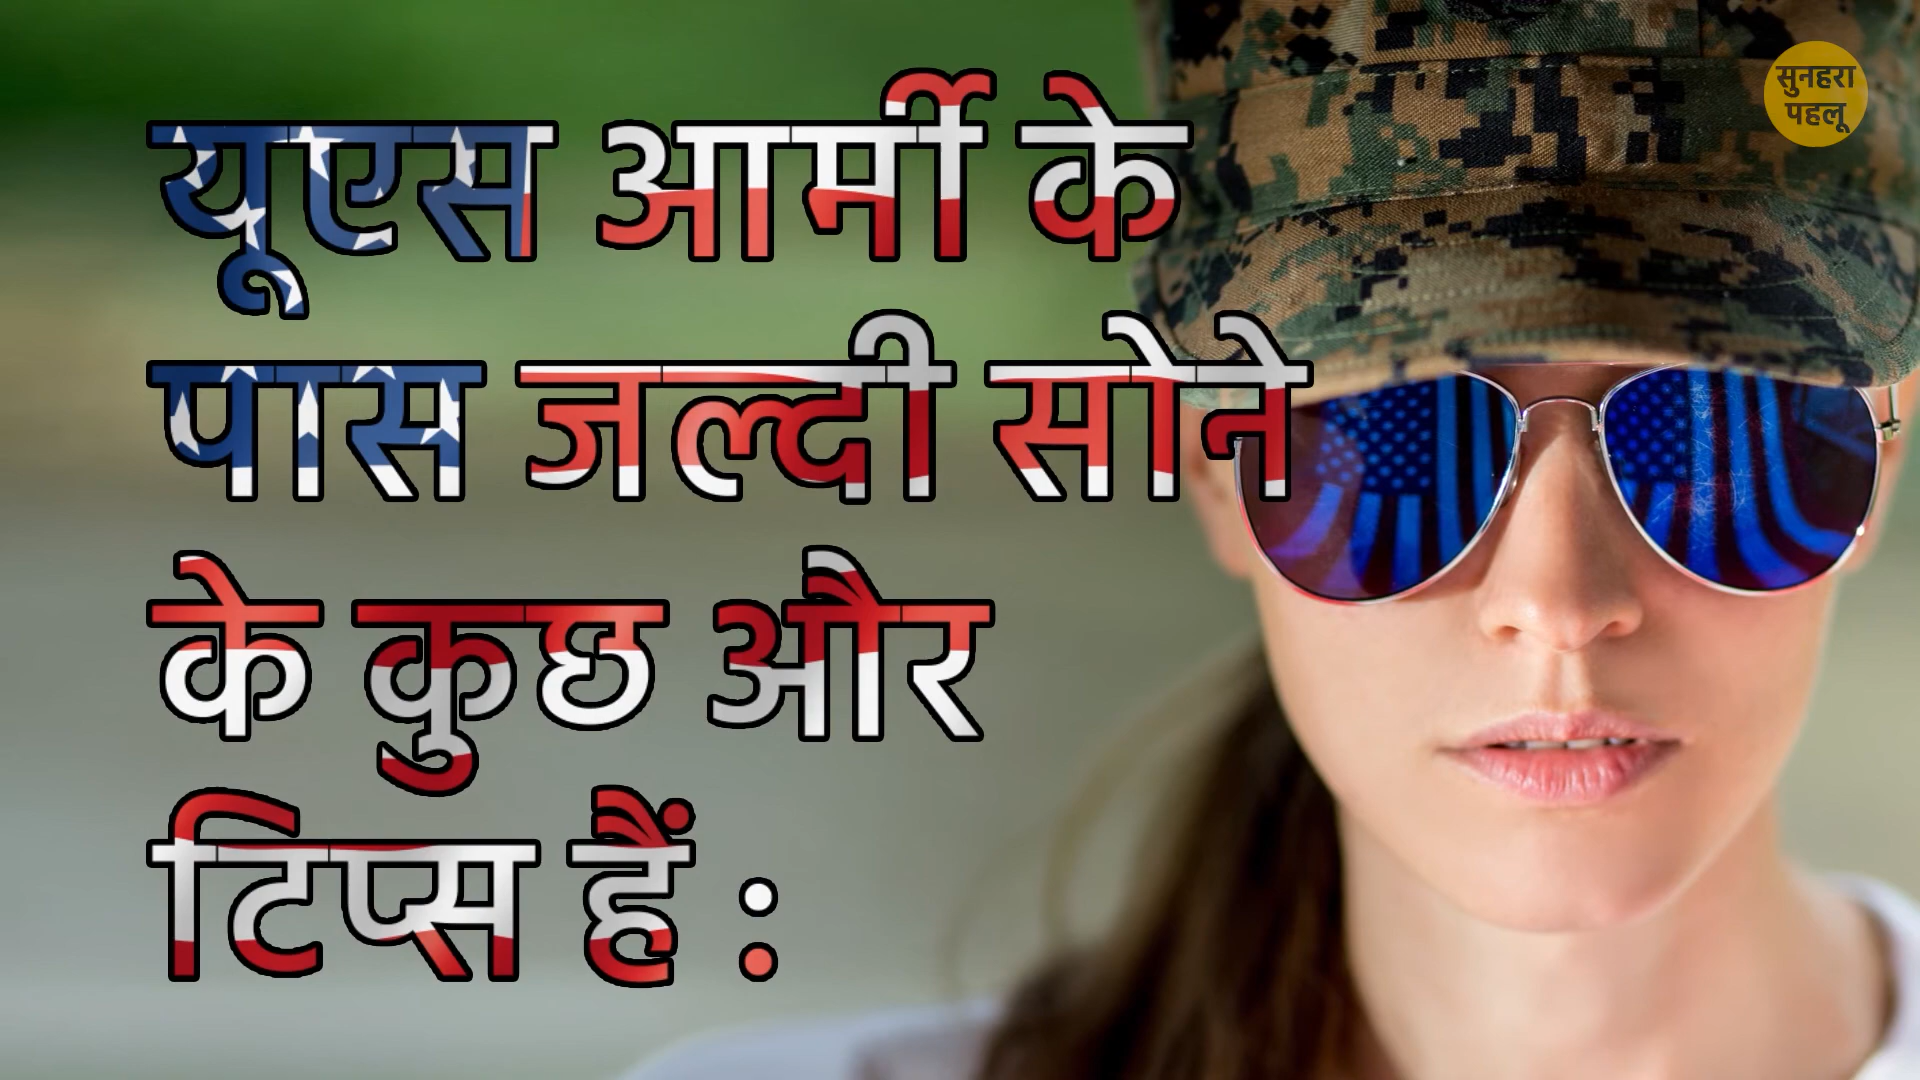 यूएस आर्मी के
पास जल्दी सोने
के कुछ और
टिप्स हैं :
सुनहरा
पहलू